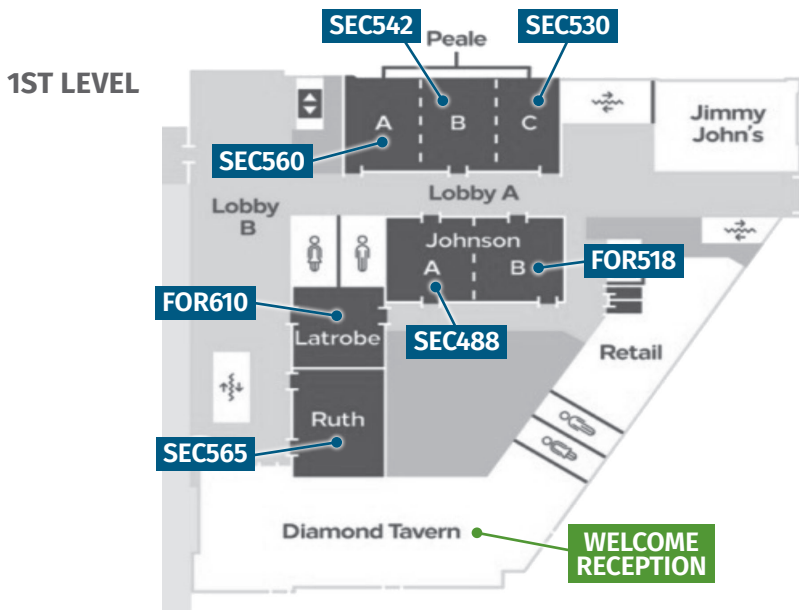 SEC542
SEC530
Peale
1ST LEVEL
A
B
C
Jimmy
John's
SEC560
Lobby A
Lobby
B
Johnson
A
B
FOR518
FOR610
SEC488
Latrobe
Retail
Ruth
SEC565
Diamond Tavern
WELCOME
RECEPTION